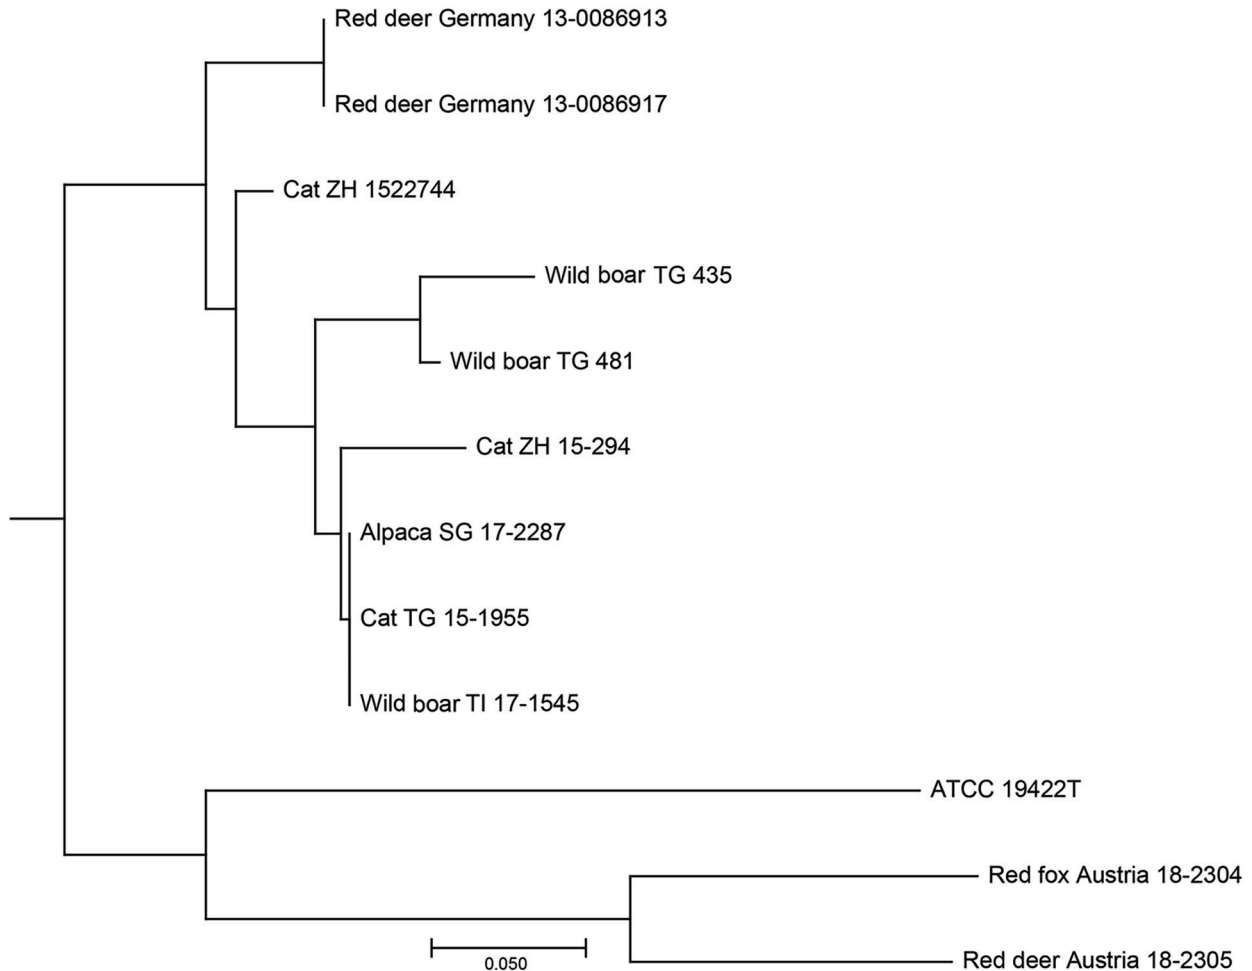 Red deer Germany 13-0086913
Red deer Germany 13-0086917
Cat ZH 1522744
Wild boar TG 435
Wild boar TG 481
Cat ZH 15-294
Alpaca SG 17-2287
Cat TG 15-1955
Wild boar TI 17-1545
ATCC 19422T
Red fox Austria 18-2304
Red deer Austria 18-2305
0.050